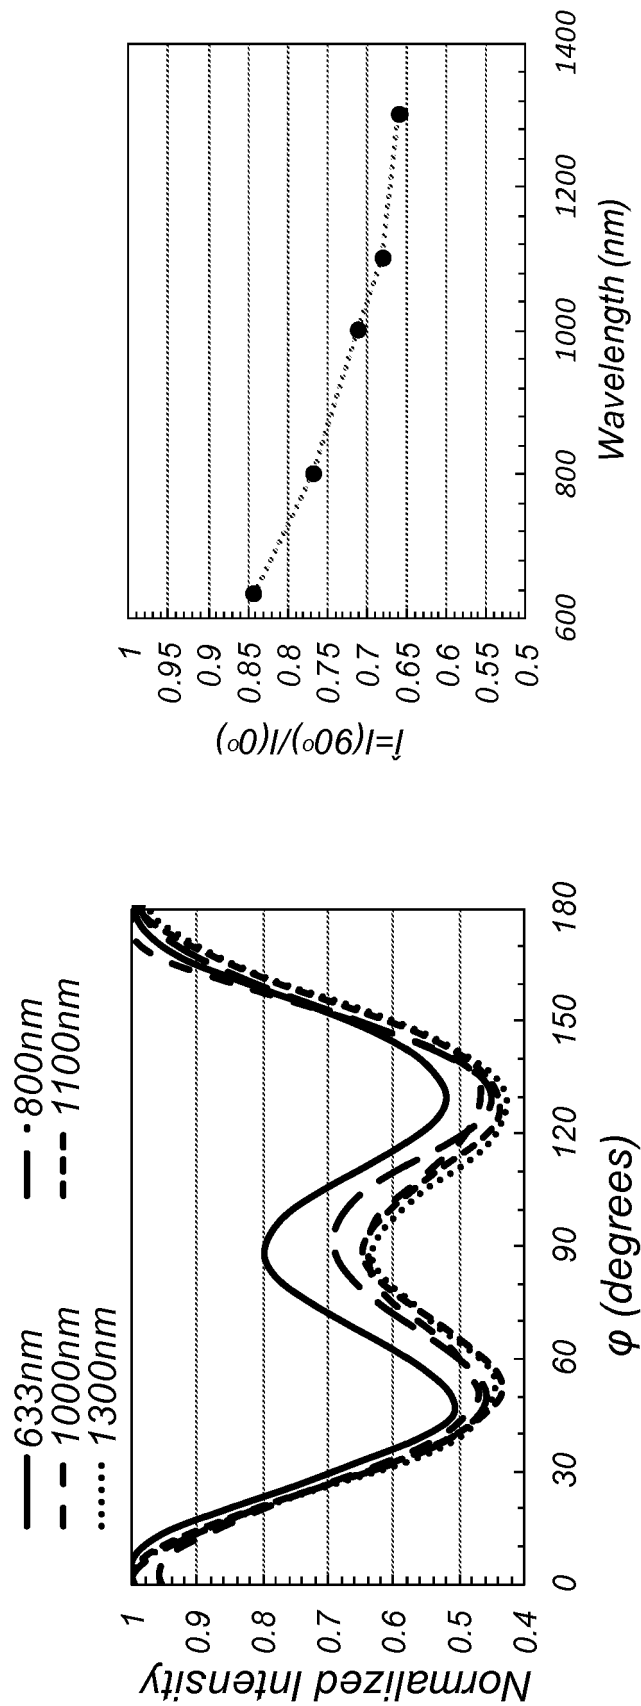 633nm
800nm
1000nm
1100nm
1300nm
Normalized Intensity
1
0.9
0.8
0.7
0.6
0.5
0.4
0 30 60 90 120 150 180
φ (degrees)
Î=I(90°)/I(0°)
1
0.95
0.9
0.85
0.8
0.75
0.7
0.65
0.6
0.55
0.5
600 800 1000 1200 1400
Wavelength (nm)